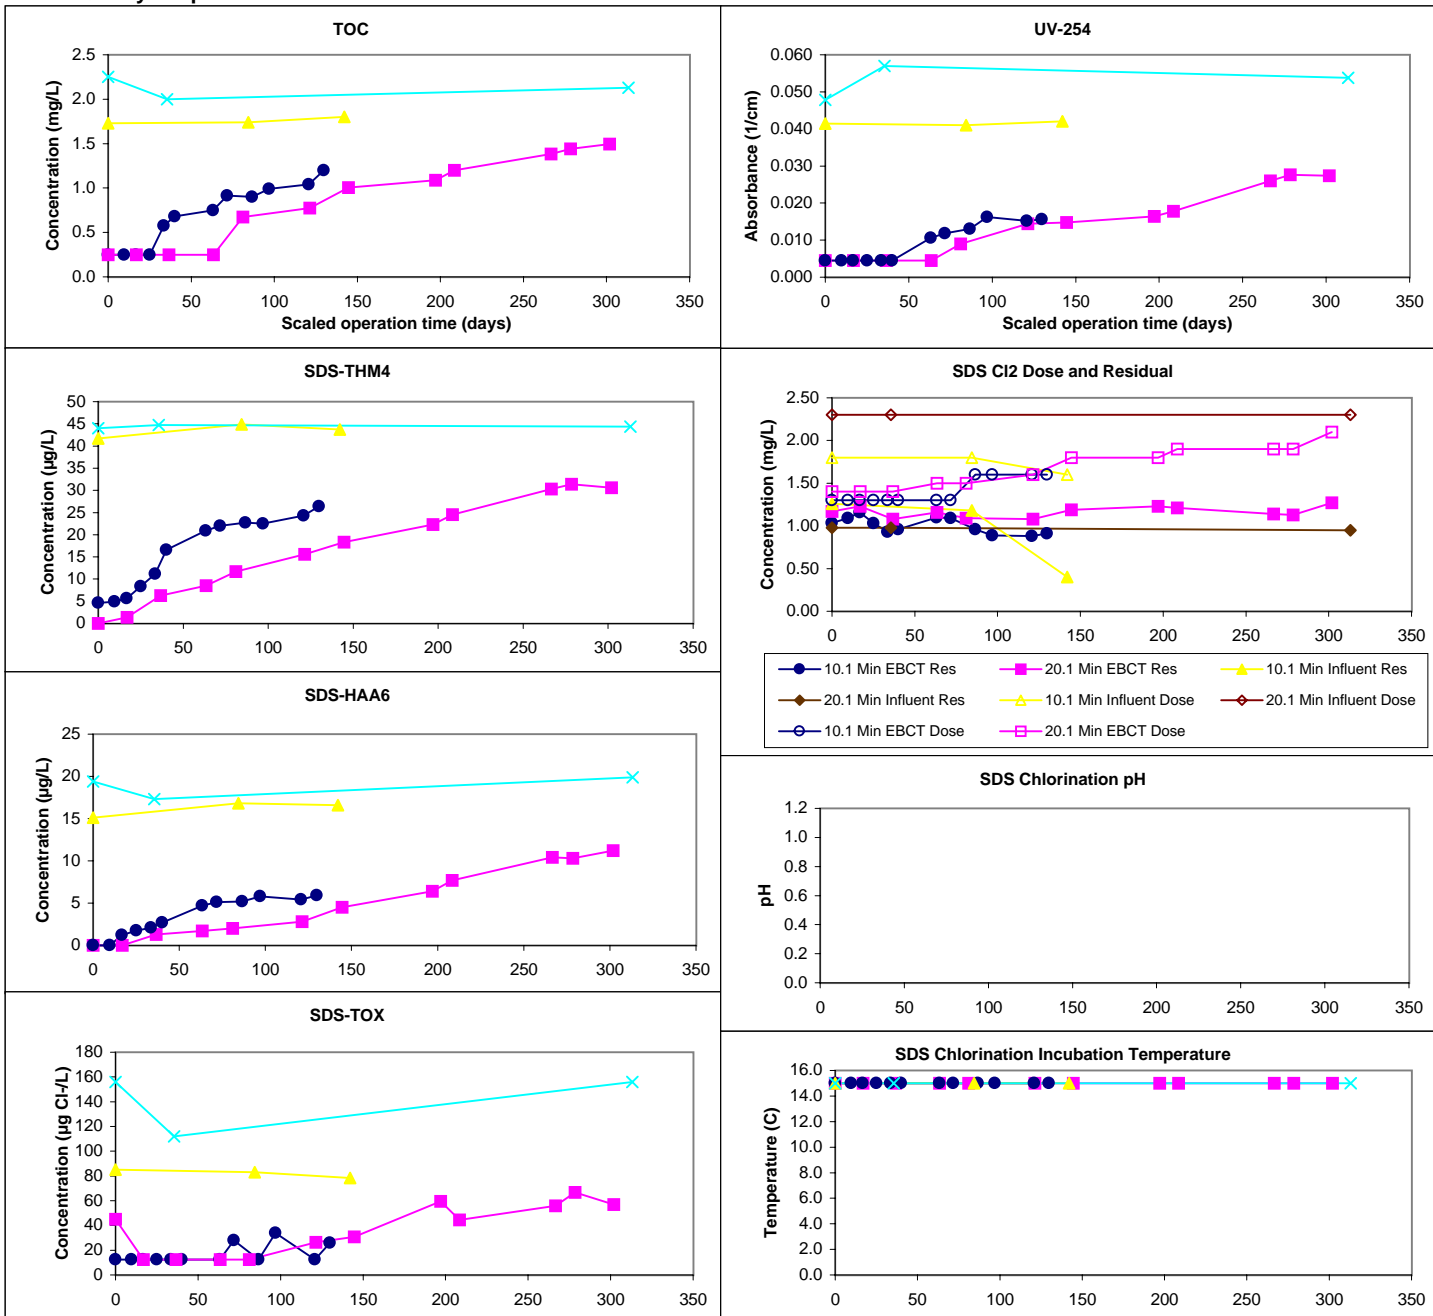 TOC
Concentration (mg/L)
2.5
2.0
1.5
1.0
0.5
0.0
0 50 100 150 200 250 300 350
Scaled operation time (days)
UV-254
Absorbance (1/cm)
0.060
0.050
0.040
0.030
0.020
0.010
0.000
0 50 100 150 200 250 300 350
Scaled operation time (days)
SDS-THM4
Concentration (µg/L)
50
45
40
35
30
25
20
15
10
5
0
0 50 100 150 200 250 300 350
SDS Cl2 Dose and Residual
Concentration (mg/L)
2.50
2.00
1.50
1.00
0.50
0.00
0 50 100 150 200 250 300 350
10.1 Min EBCT Res 20.1 Min EBCT Res 10.1 Min Influent Res
20.1 Min Influent Res 10.1 Min Influent Dose 20.1 Min Influent Dose
10.1 Min EBCT Dose 20.1 Min EBCT Dose
SDS-HAA6
Concentration (µg/L)
25
20
15
10
5
0
0 50 100 150 200 250 300 350
SDS Chlorination pH
pH
1.2
1.0
0.8
0.6
0.4
0.2
0.0
0 50 100 150 200 250 300 350
SDS-TOX
Concentration (µg Cl-/L)
180
160
140
120
100
80
60
40
20
0
0 50 100 150 200 250 300 350
SDS Chlorination Incubation Temperature
Temperature (C)
16.0
14.0
12.0
10.0
8.0
6.0
4.0
2.0
0.0
0 50 100 150 200 250 300 350